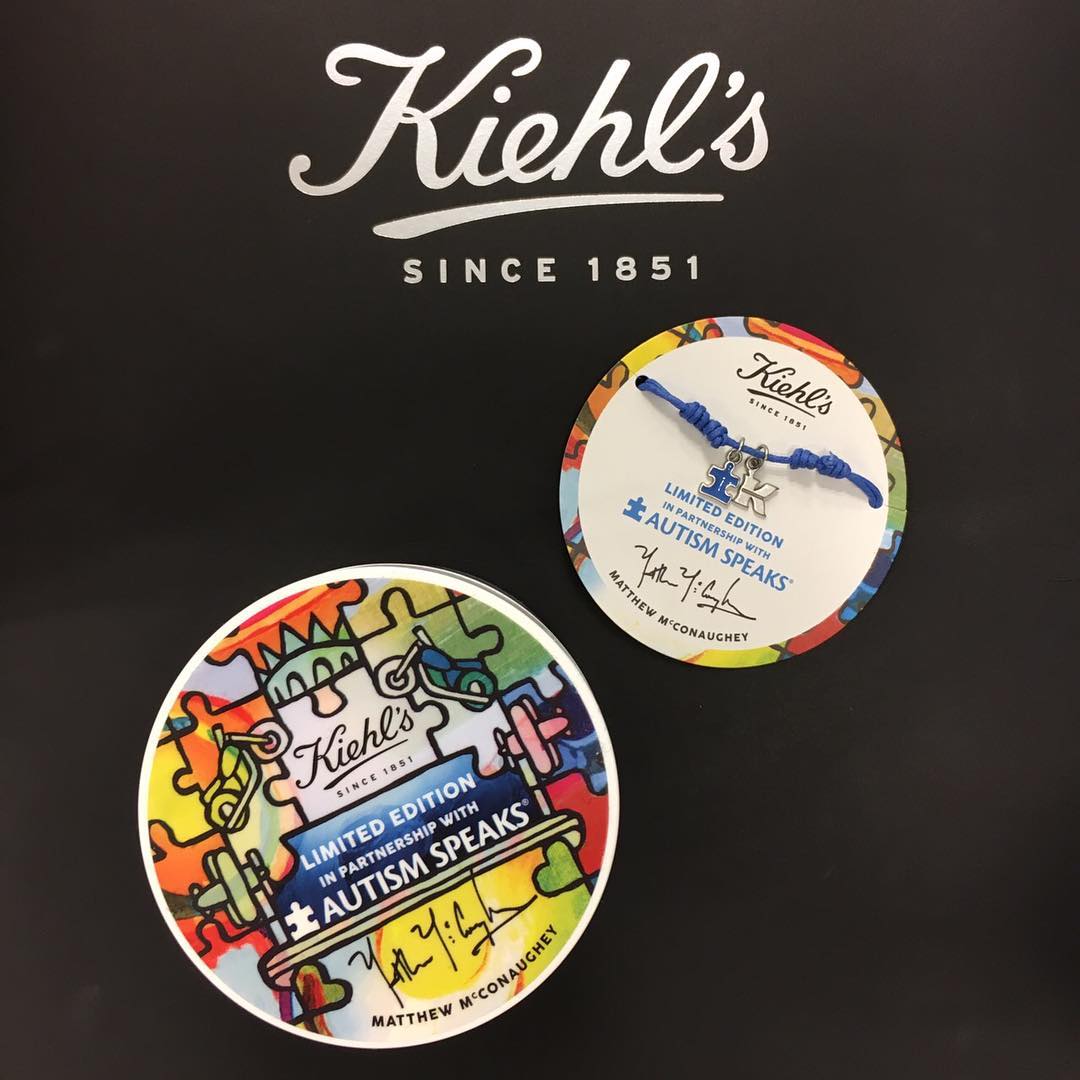 Kiehl's
SINCE 1851
Kiehl's
SINCE 1851
K
LIMITED EDITION
IN PARTNERSHIP WITH
AUTISM SPEAKS®
MATTHEW McCONAUGHEY
Kiehl's
SINCE 1851
LIMITED EDITION
IN PARTNERSHIP WITH
AUTISM SPEAKS®
MATTHEW McCONAUGHEY